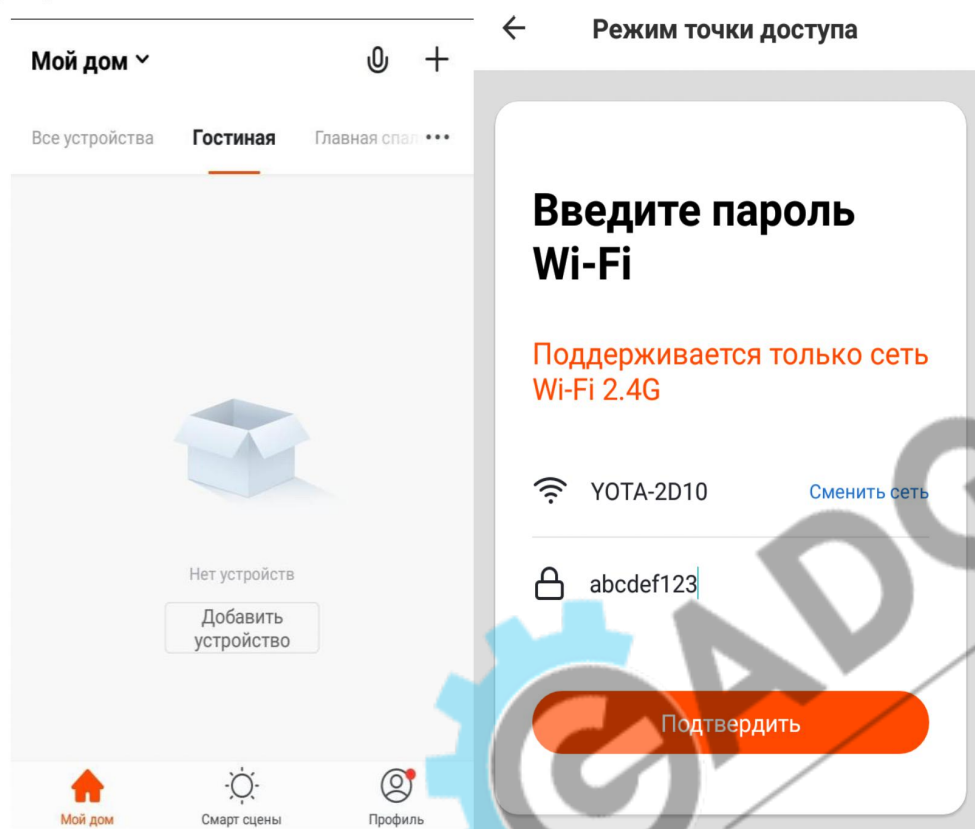 Мой дом
Все устройства Гостиная Главная спал
Нет устройств
Добавить
устройство
Мой дом Смарт сцены Профиль
Режим точки доступа
Введите пароль
Wi-Fi
Поддерживается только сеть
Wi-Fi 2.4G
YOTA-2D10 Сменить сеть
abcdef123
Подтвердить